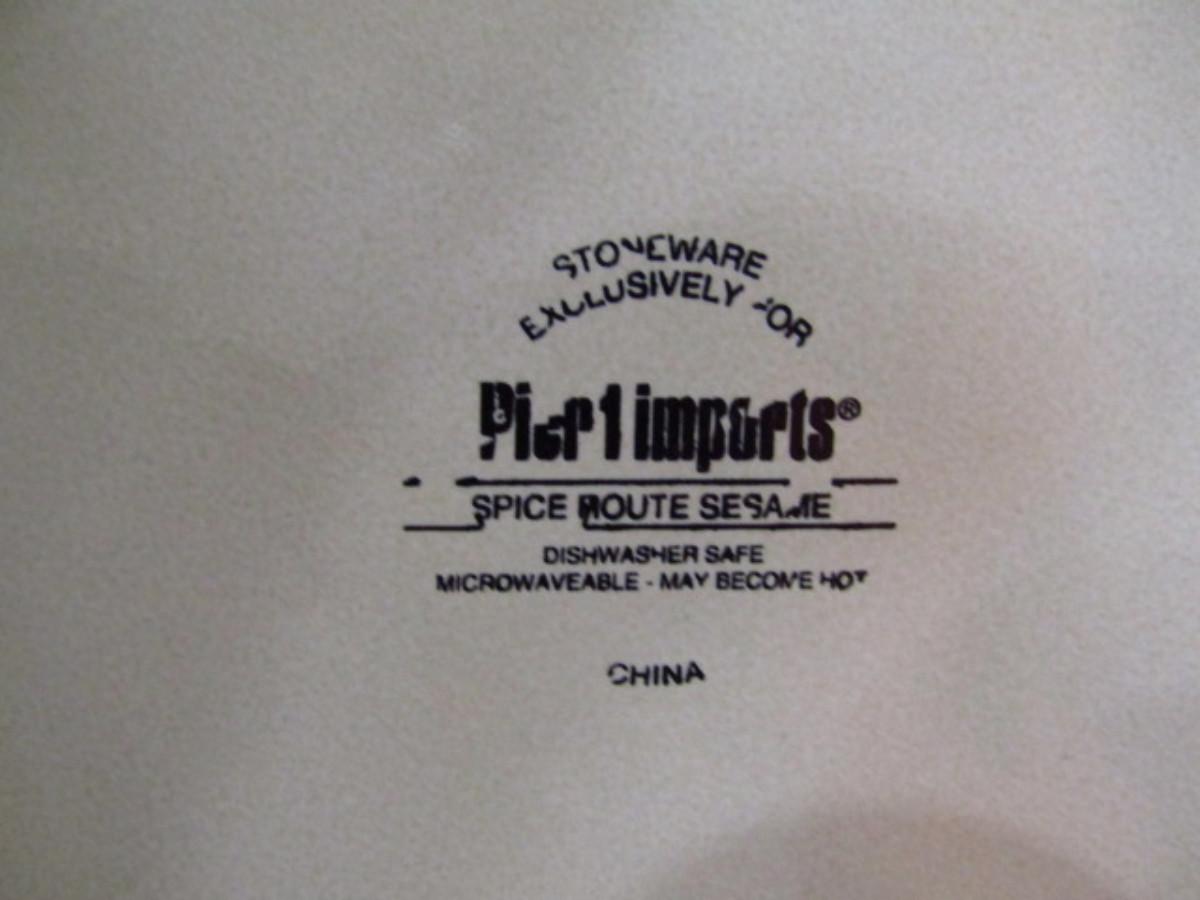 STONEWARE
EXCLUSIVELY FOR
Pier 1 imports®
SPICE ROUTE SESAME
DISHWASHER SAFE
MICROWAVEABLE - MAY BECOME HOT
CHINA